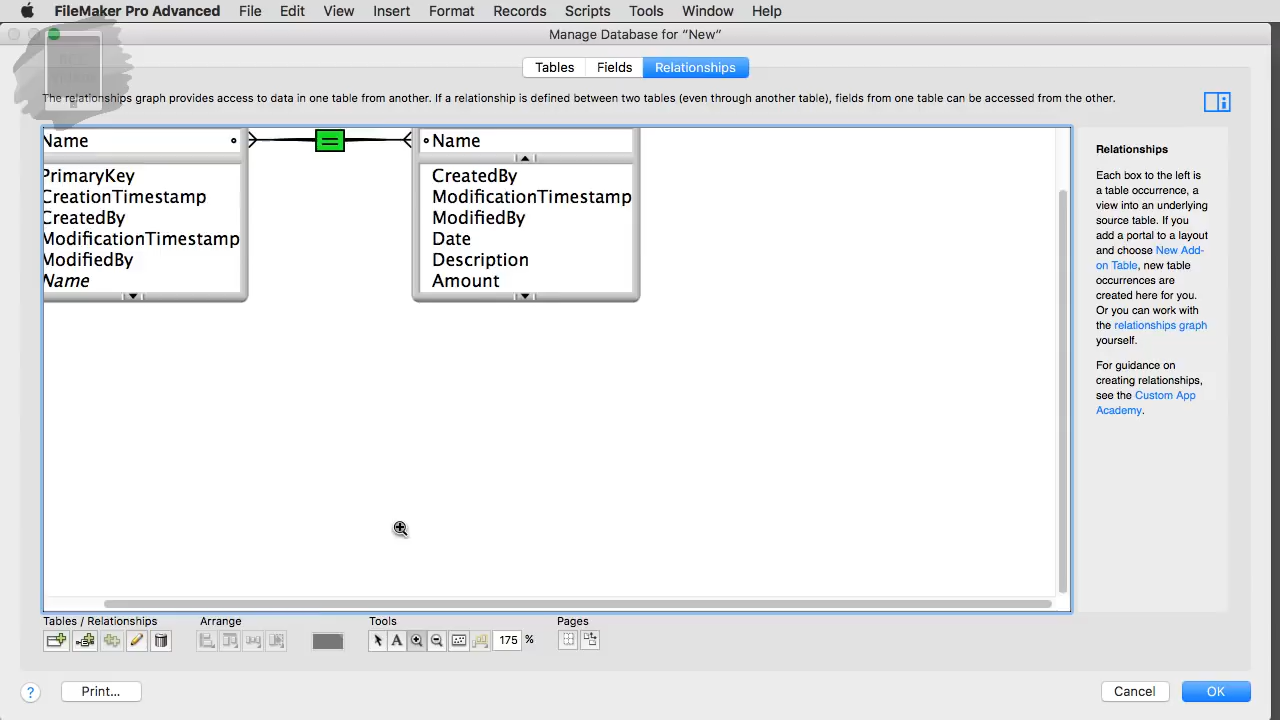 FileMaker Pro Advanced File Edit View Insert Format Records Scripts Tools Window Help
Manage Database for “New”
Tables Fields Relationships
The relationships graph provides access to data in one table from another. If a relationship is defined between two tables (even through another table), fields from one table can be accessed from the other.
Name
PrimaryKey
CreationTimestamp
CreatedBy
ModificationTimestamp
ModifiedBy
Name
=
Name
CreatedBy
ModificationTimestamp
ModifiedBy
Date
Description
Amount
Relationships
Each box to the left is
a table occurrence, a
view into an underlying
source table. If you
add a portal to a layout
and choose New Add-
on Table, new table
occurrences are
created here for you.
Or you can work with
the relationships graph
yourself.
For guidance on
creating relationships,
see the Custom App
Academy.
Tables / Relationships Arrange Tools Pages
A 175 %
? Print... Cancel OK